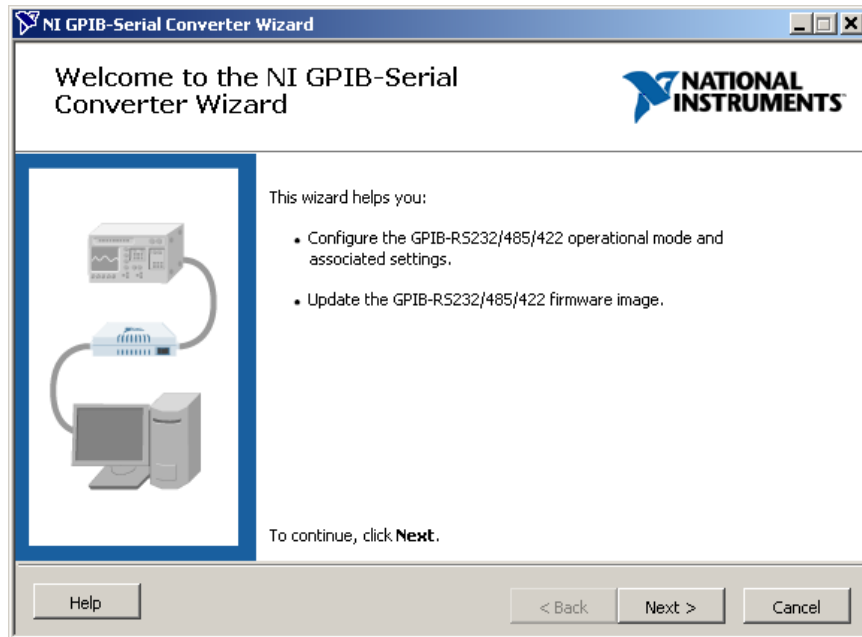 NI GPIB-Serial Converter Wizard
Welcome to the NI GPIB-Serial
Converter Wizard
NATIONAL
INSTRUMENTS
This wizard helps you:
• Configure the GPIB-RS232/485/422 operational mode and
associated settings.
• Update the GPIB-RS232/485/422 firmware image.
To continue, click Next.
Help
< Back
Next >
Cancel